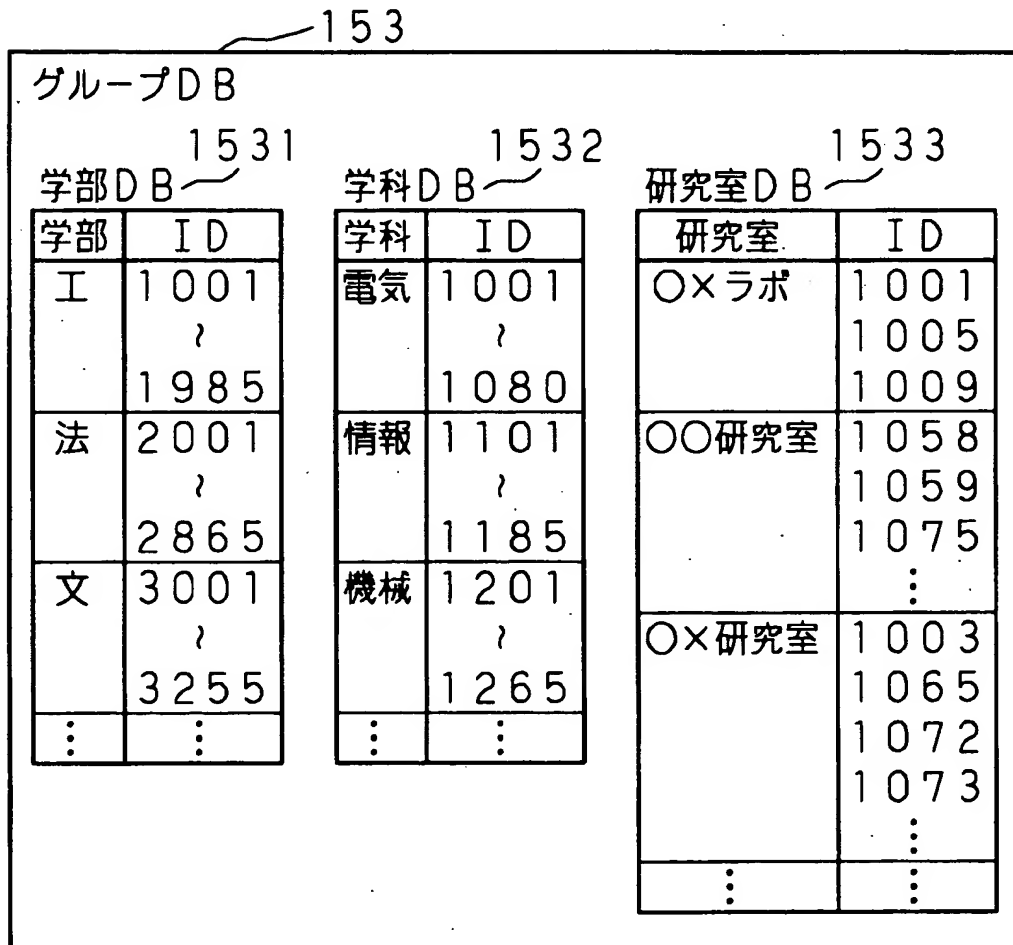 153
グループDB
1531
学部DB
学部 ID
工 1001
~
1985
法 2001
~
2865
文 3001
~
3255
⋮ ⋮
1532
学科DB
学科 ID
電気 1001
~
1080
情報 1101
~
1185
機械 1201
~
1265
⋮ ⋮
1533
研究室DB
研究室 ID
○×ラボ 1001
1005
1009
○○研究室 1058
1059
1075
⋮
○×研究室 1003
1065
1072
1073
⋮
⋮ ⋮